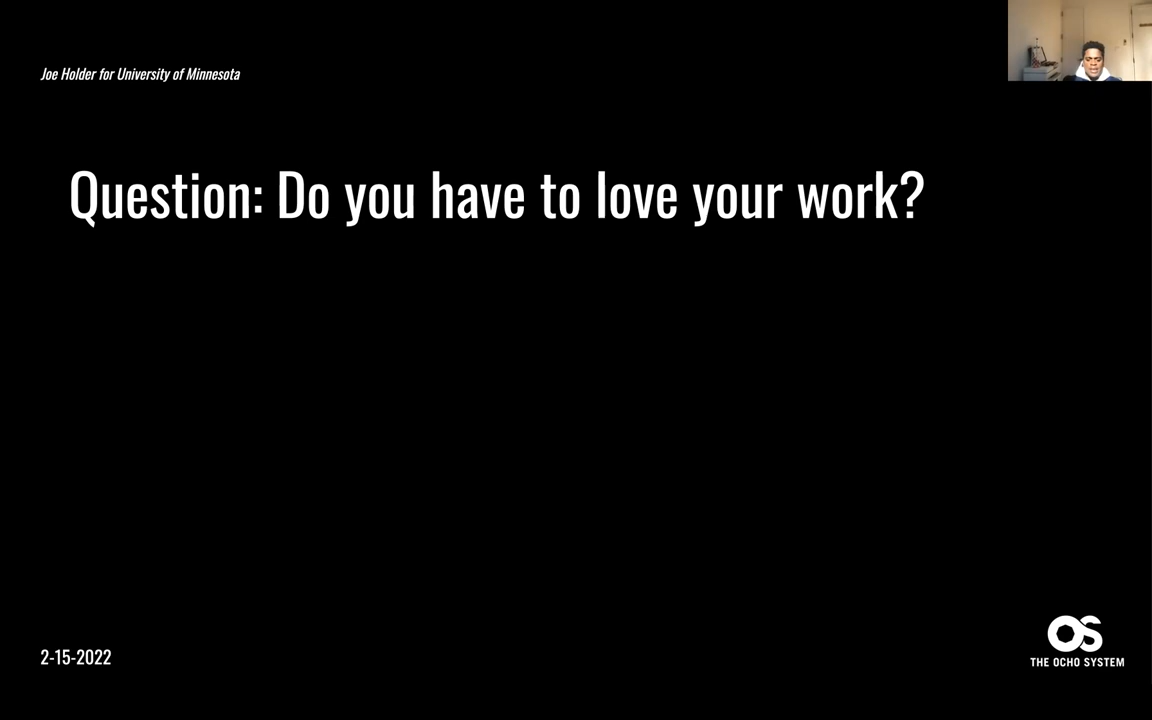 Joe Holder for University of Minnesota
Question: Do you have to love your work?
2-15-2022
OS
THE OCHO SYSTEM